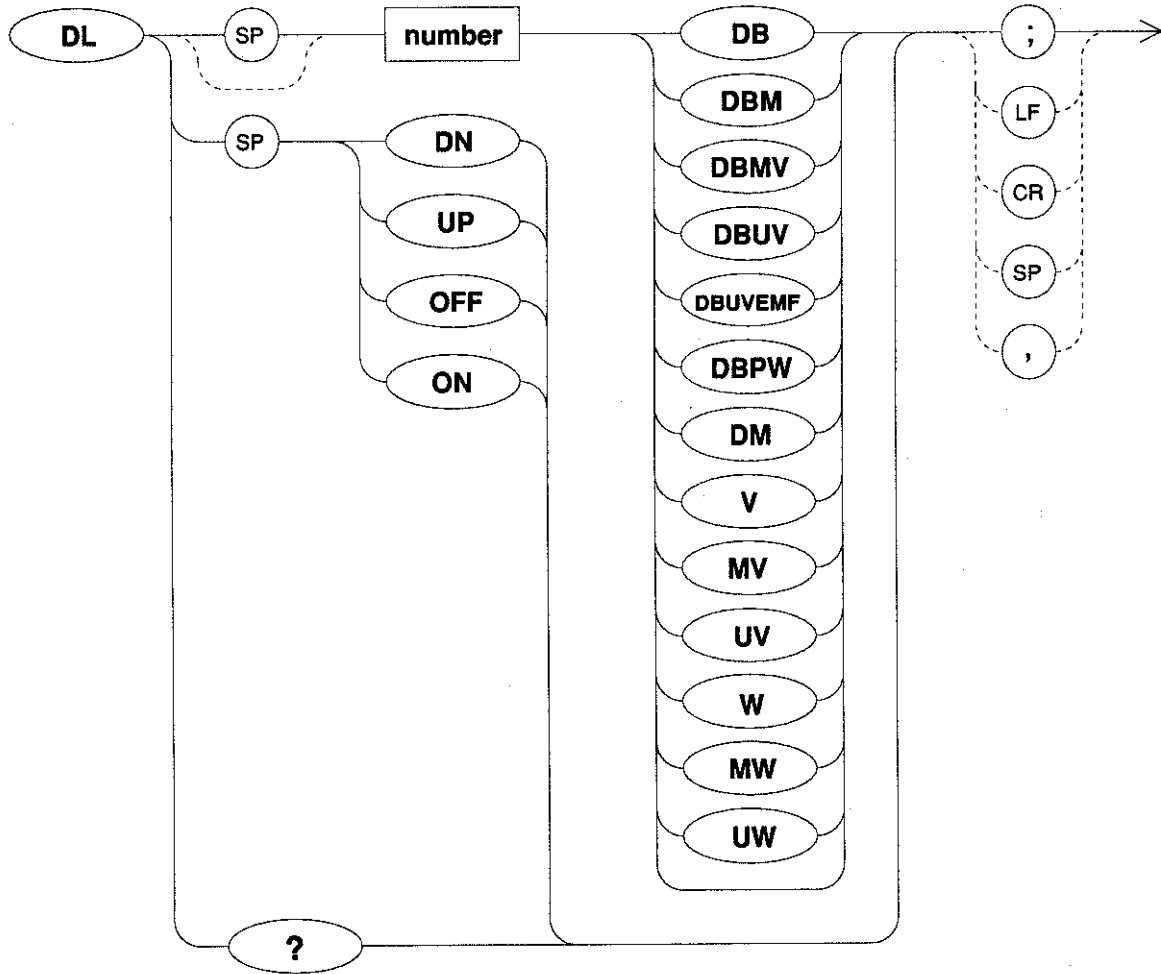 DL SP number DB ;
DBM LF
SP DN
DBMV CR
UP DBUV
SP
OFF DBUVEMF
DBPW ,
ON
DM
V
MV
UV
W
MW
UW
?